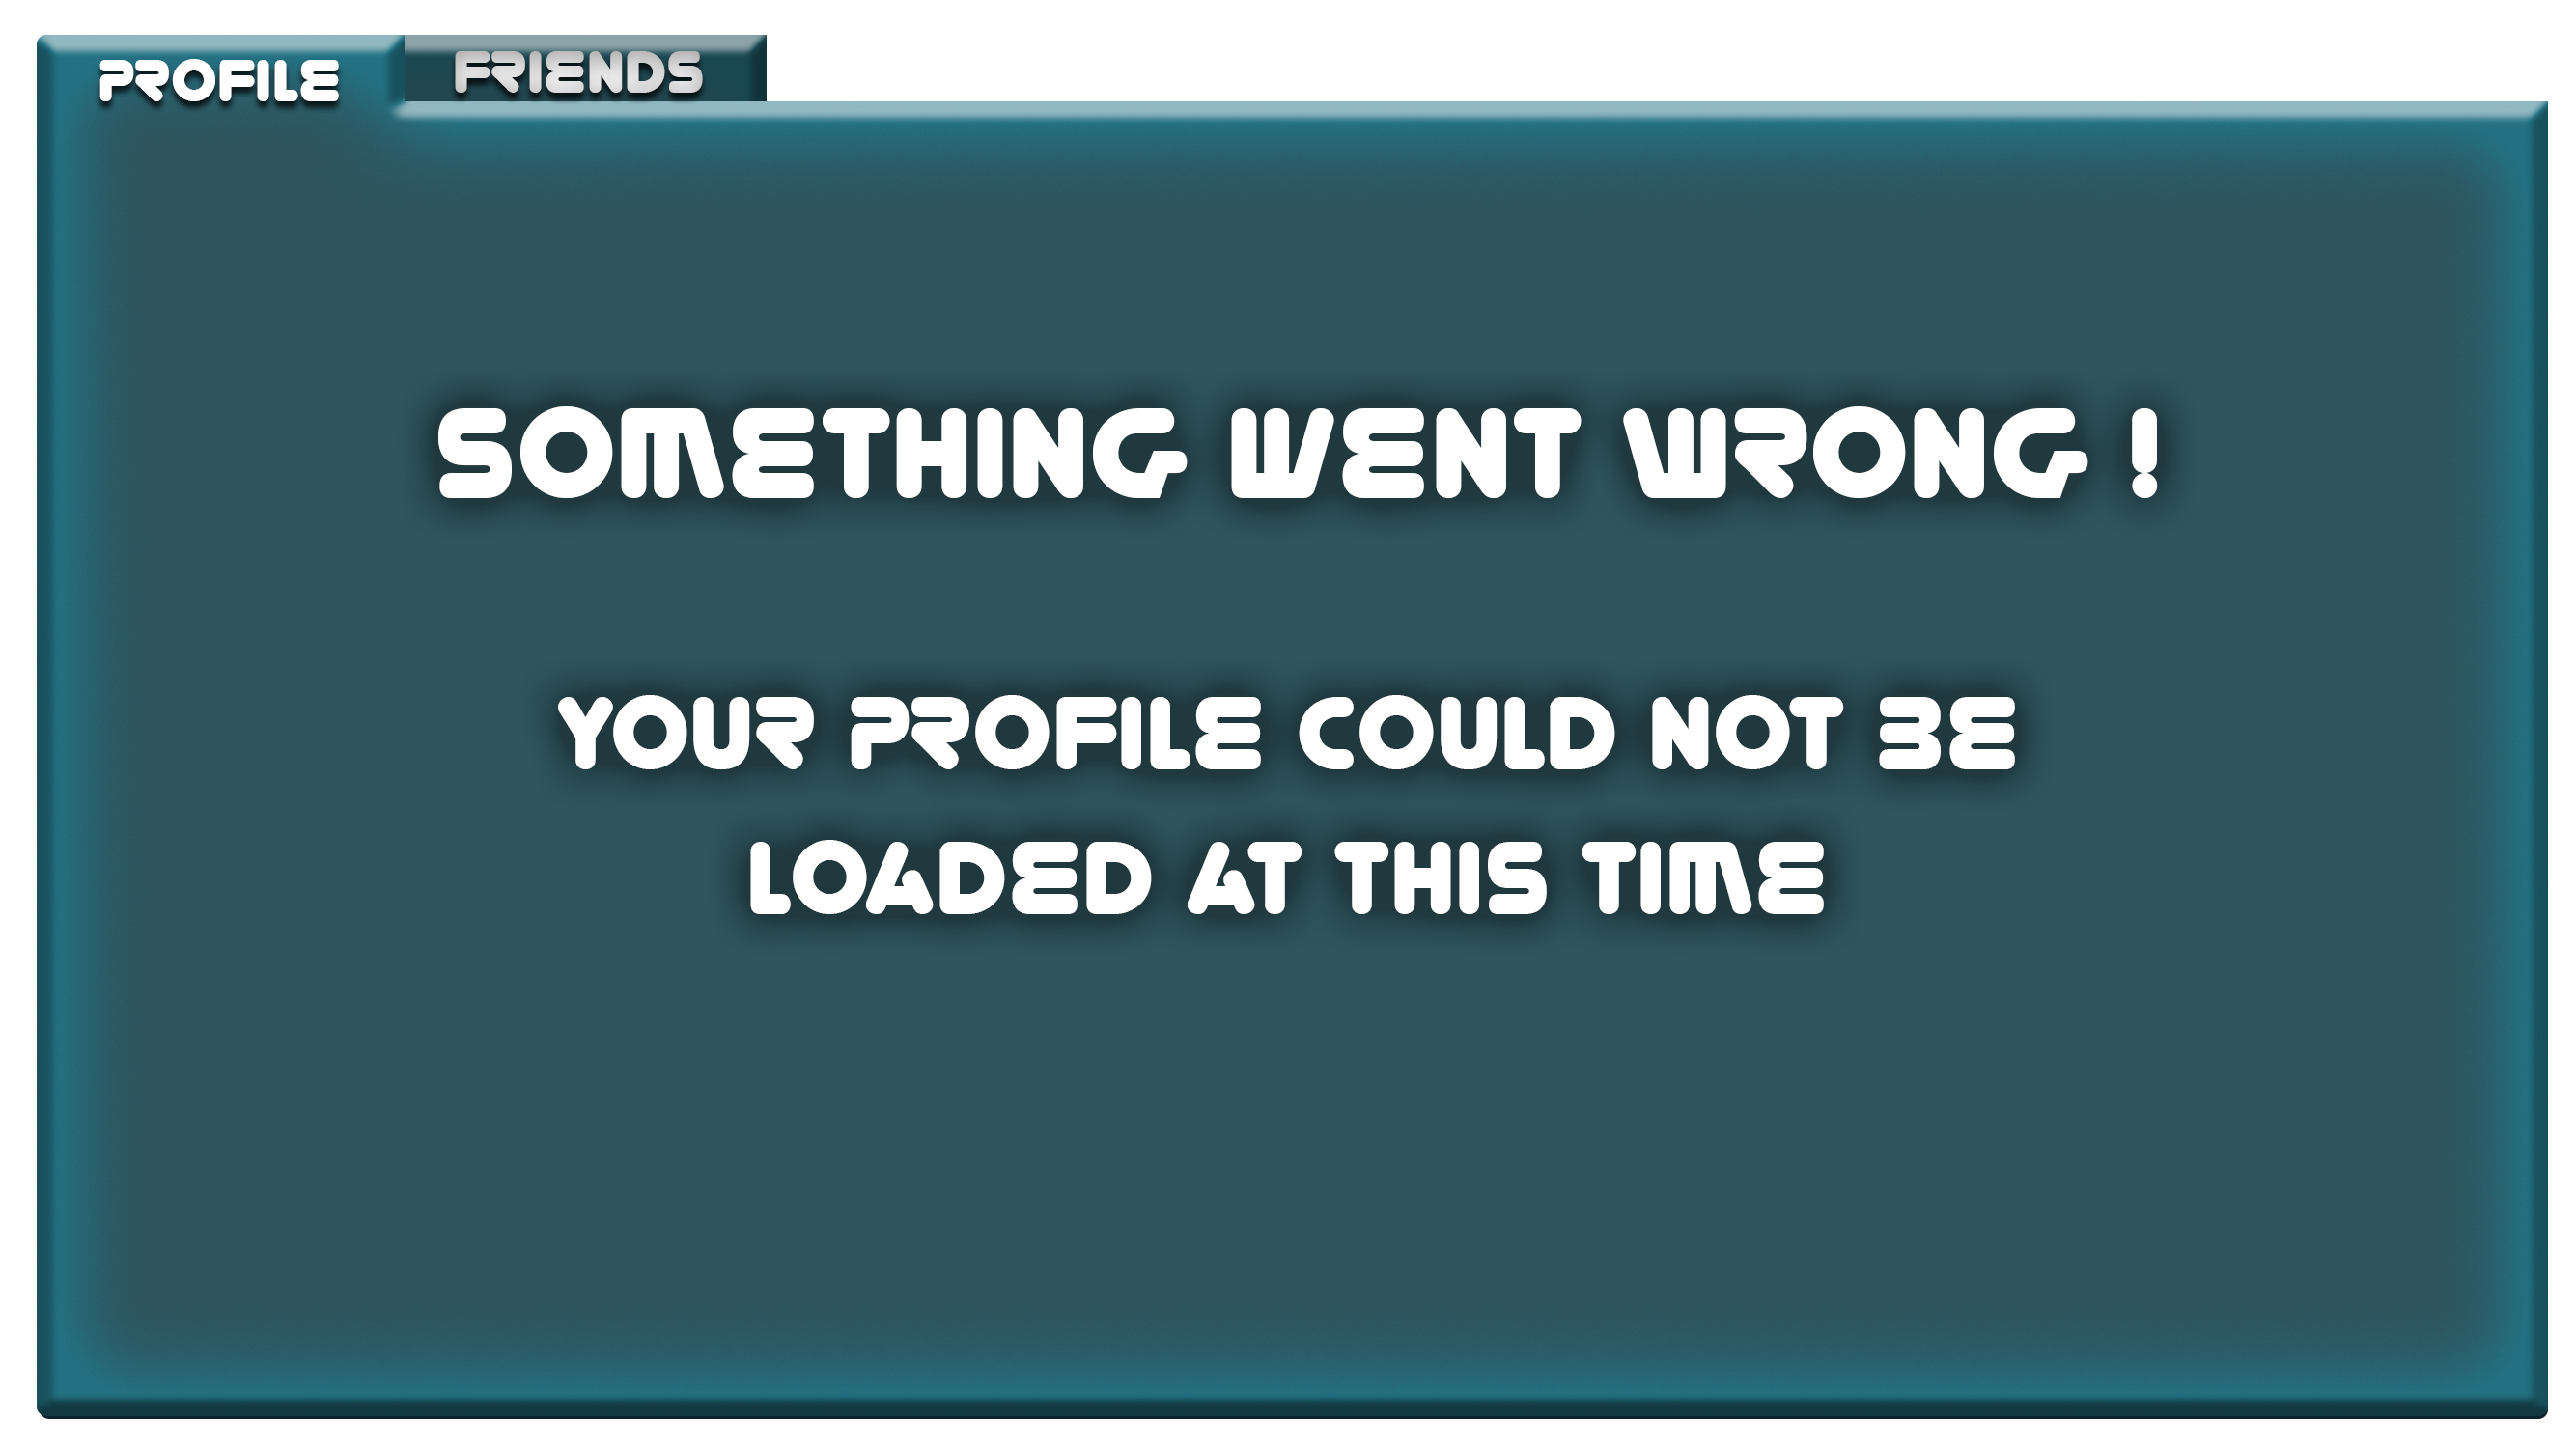 PROFILE
FRIENDS
SOMETHING WENT WRONG !
YOUR PROFILE COULD NOT BE
LOADED AT THIS TIME